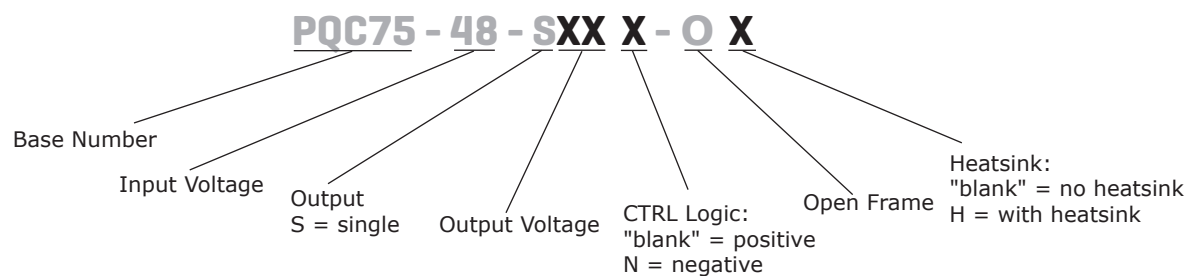 PQC75 - 48 - SXX X - O X
Base Number
Input Voltage
Output
S = single
Output Voltage
CTRL Logic:
"blank" = positive
N = negative
Open Frame
Heatsink:
"blank" = no heatsink
H = with heatsink